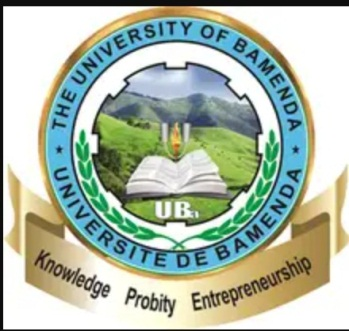 THE UNIVERSITY OF BAMENDA
UBa
UNIVERSITE DE BAMENDA
Knowledge Probity Entrepreneurship